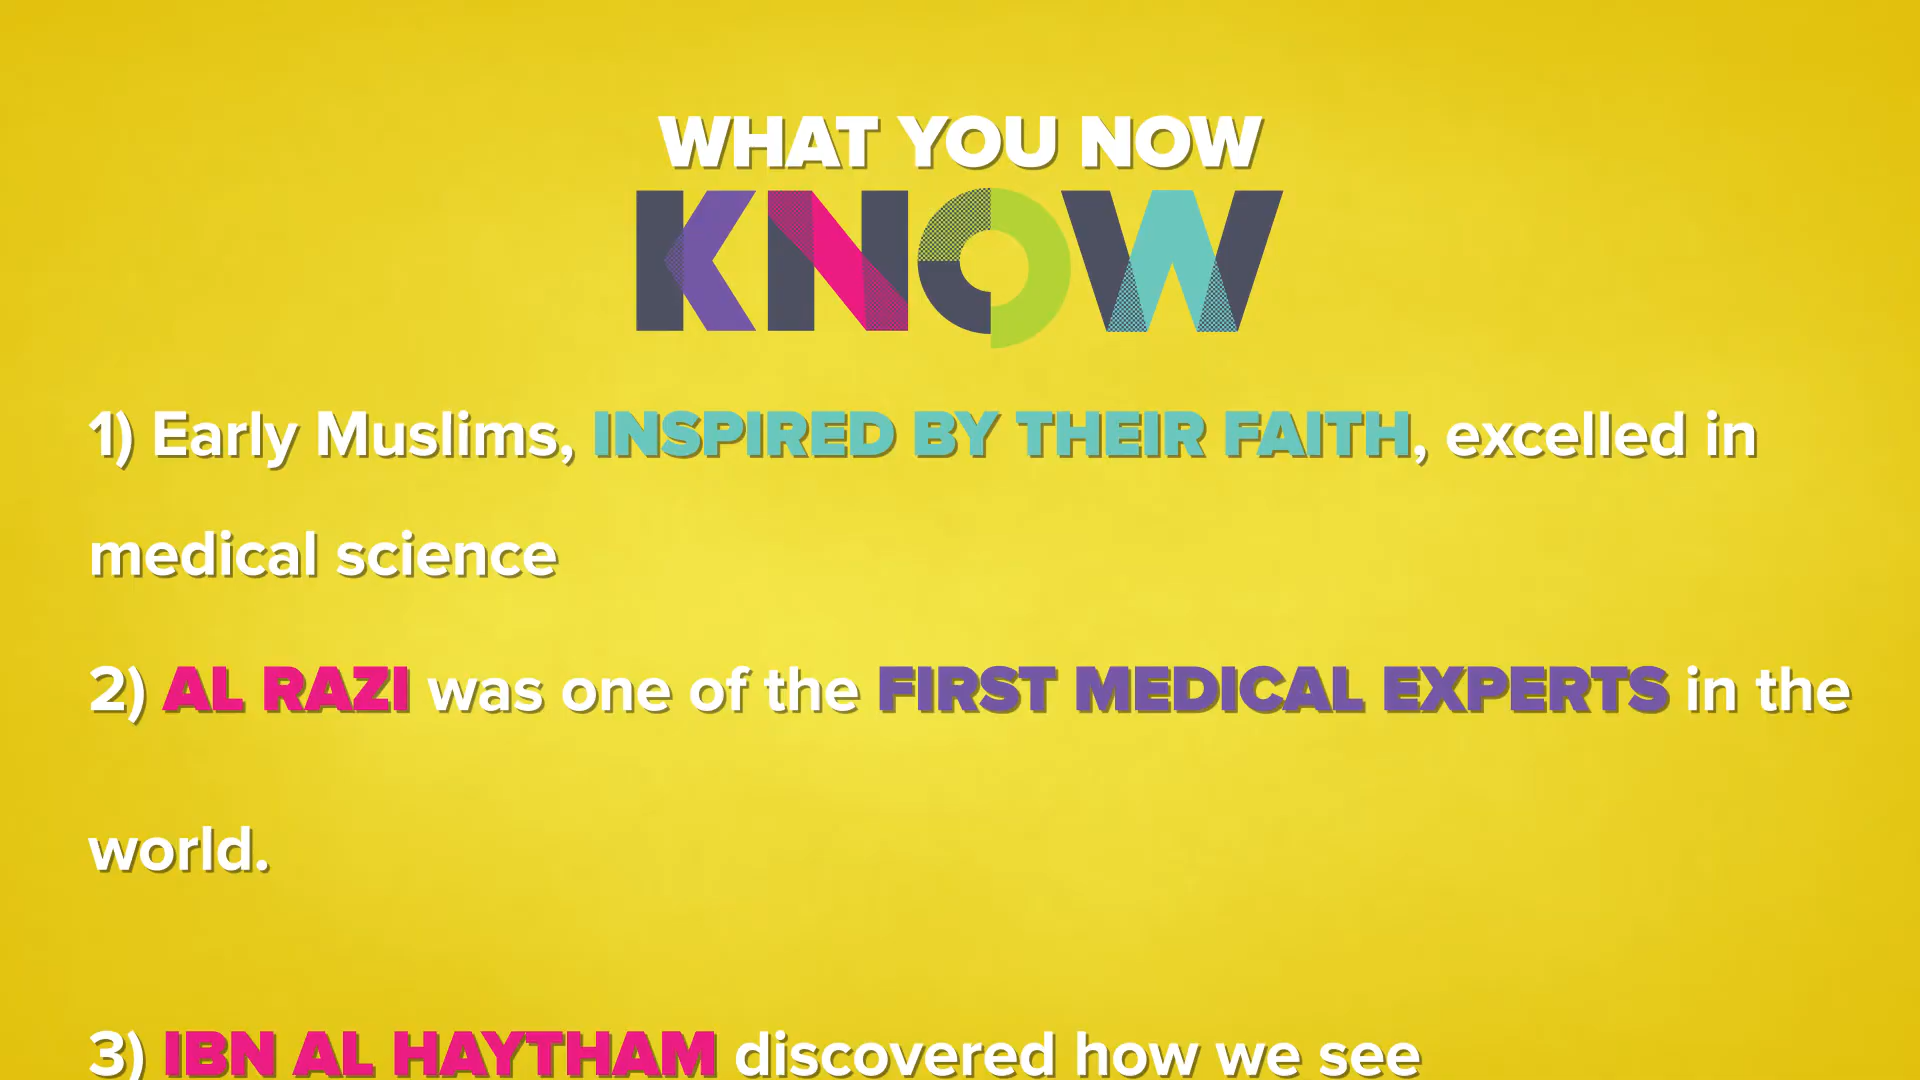 WHAT YOU NOW
KNOW
1) Early Muslims, INSPIRED BY THEIR FAITH, excelled in
medical science
2) AL RAZI was one of the FIRST MEDICAL EXPERTS in the
world.
3) IBN AL HAYTHAM discovered how we see